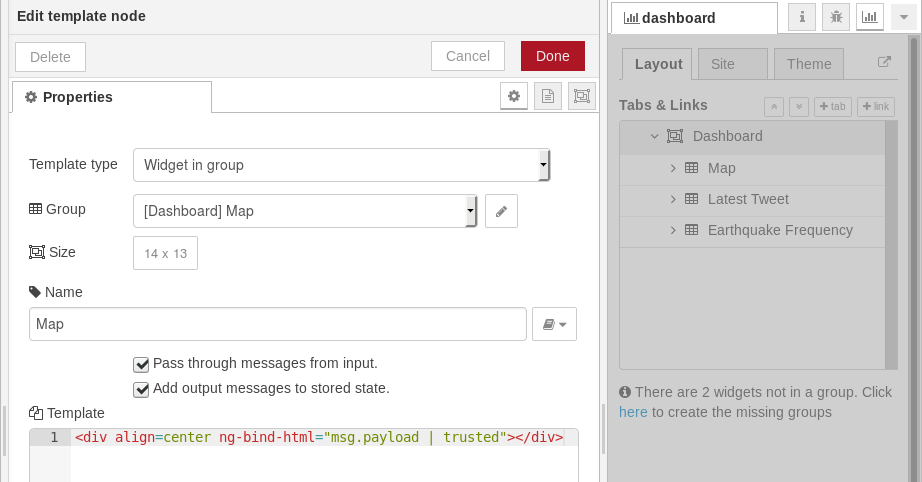 Edit template node
Delete
Cancel
Done
Properties
Template type
Widget in group
Group
[Dashboard] Map
Size
14 x 13
Name
Map
Pass through messages from input.
Add output messages to stored state.
Template
1 <div align=center ng-bind-html="msg.payload | trusted"></div>
dashboard
i
Layout
Site
Theme
Tabs & Links
+tab
+link
Dashboard
Map
Latest Tweet
Earthquake Frequency
There are 2 widgets not in a group. Click
here to create the missing groups